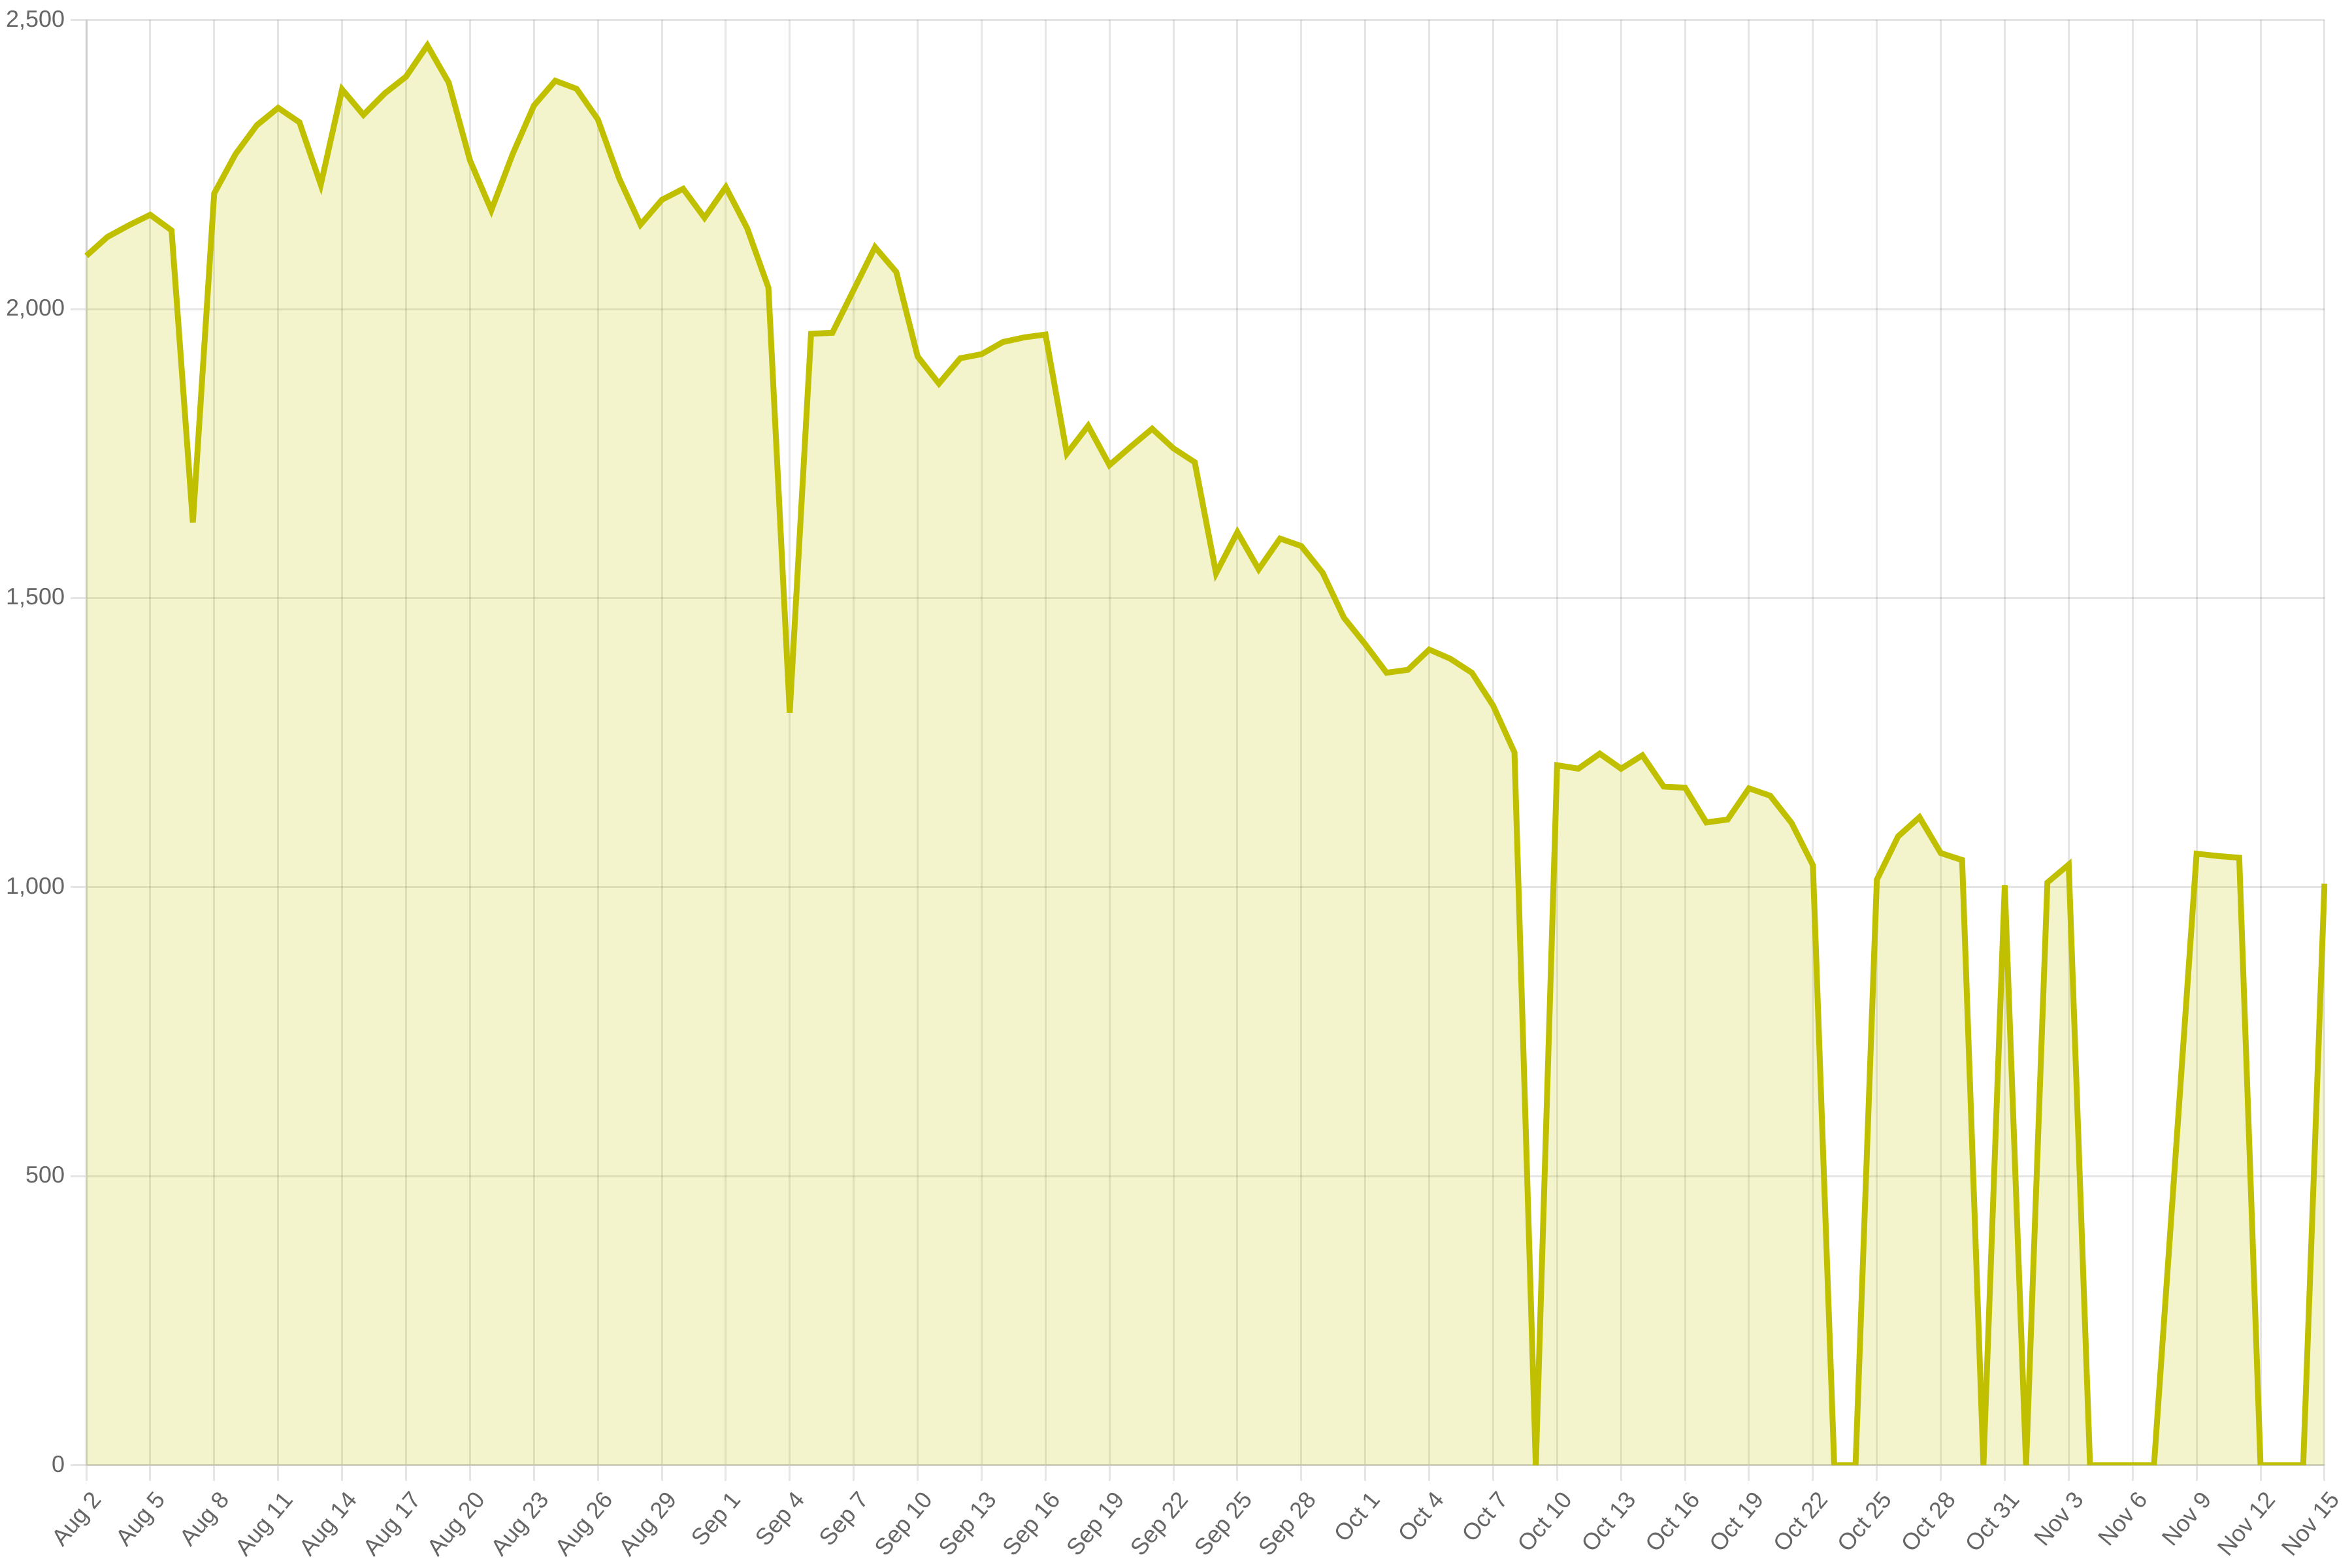 2,500
2,000
1,500
1,000
500
0
Aug 2
Aug 5
Aug 8
Aug 11
Aug 14
Aug 17
Aug 20
Aug 23
Aug 26
Aug 29
Sep 1
Sep 4
Sep 7
Sep 10
Sep 13
Sep 16
Sep 19
Sep 22
Sep 25
Sep 28
Oct 1
Oct 4
Oct 7
Oct 10
Oct 13
Oct 16
Oct 19
Oct 22
Oct 25
Oct 28
Oct 31
Nov 3
Nov 6
Nov 9
Nov 12
Nov 15